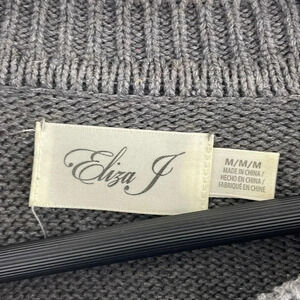 Eliza J
M/M/M
MADE IN CHINA/
HECHO EN CHINA/
FABRIQUÉ EN CHINE